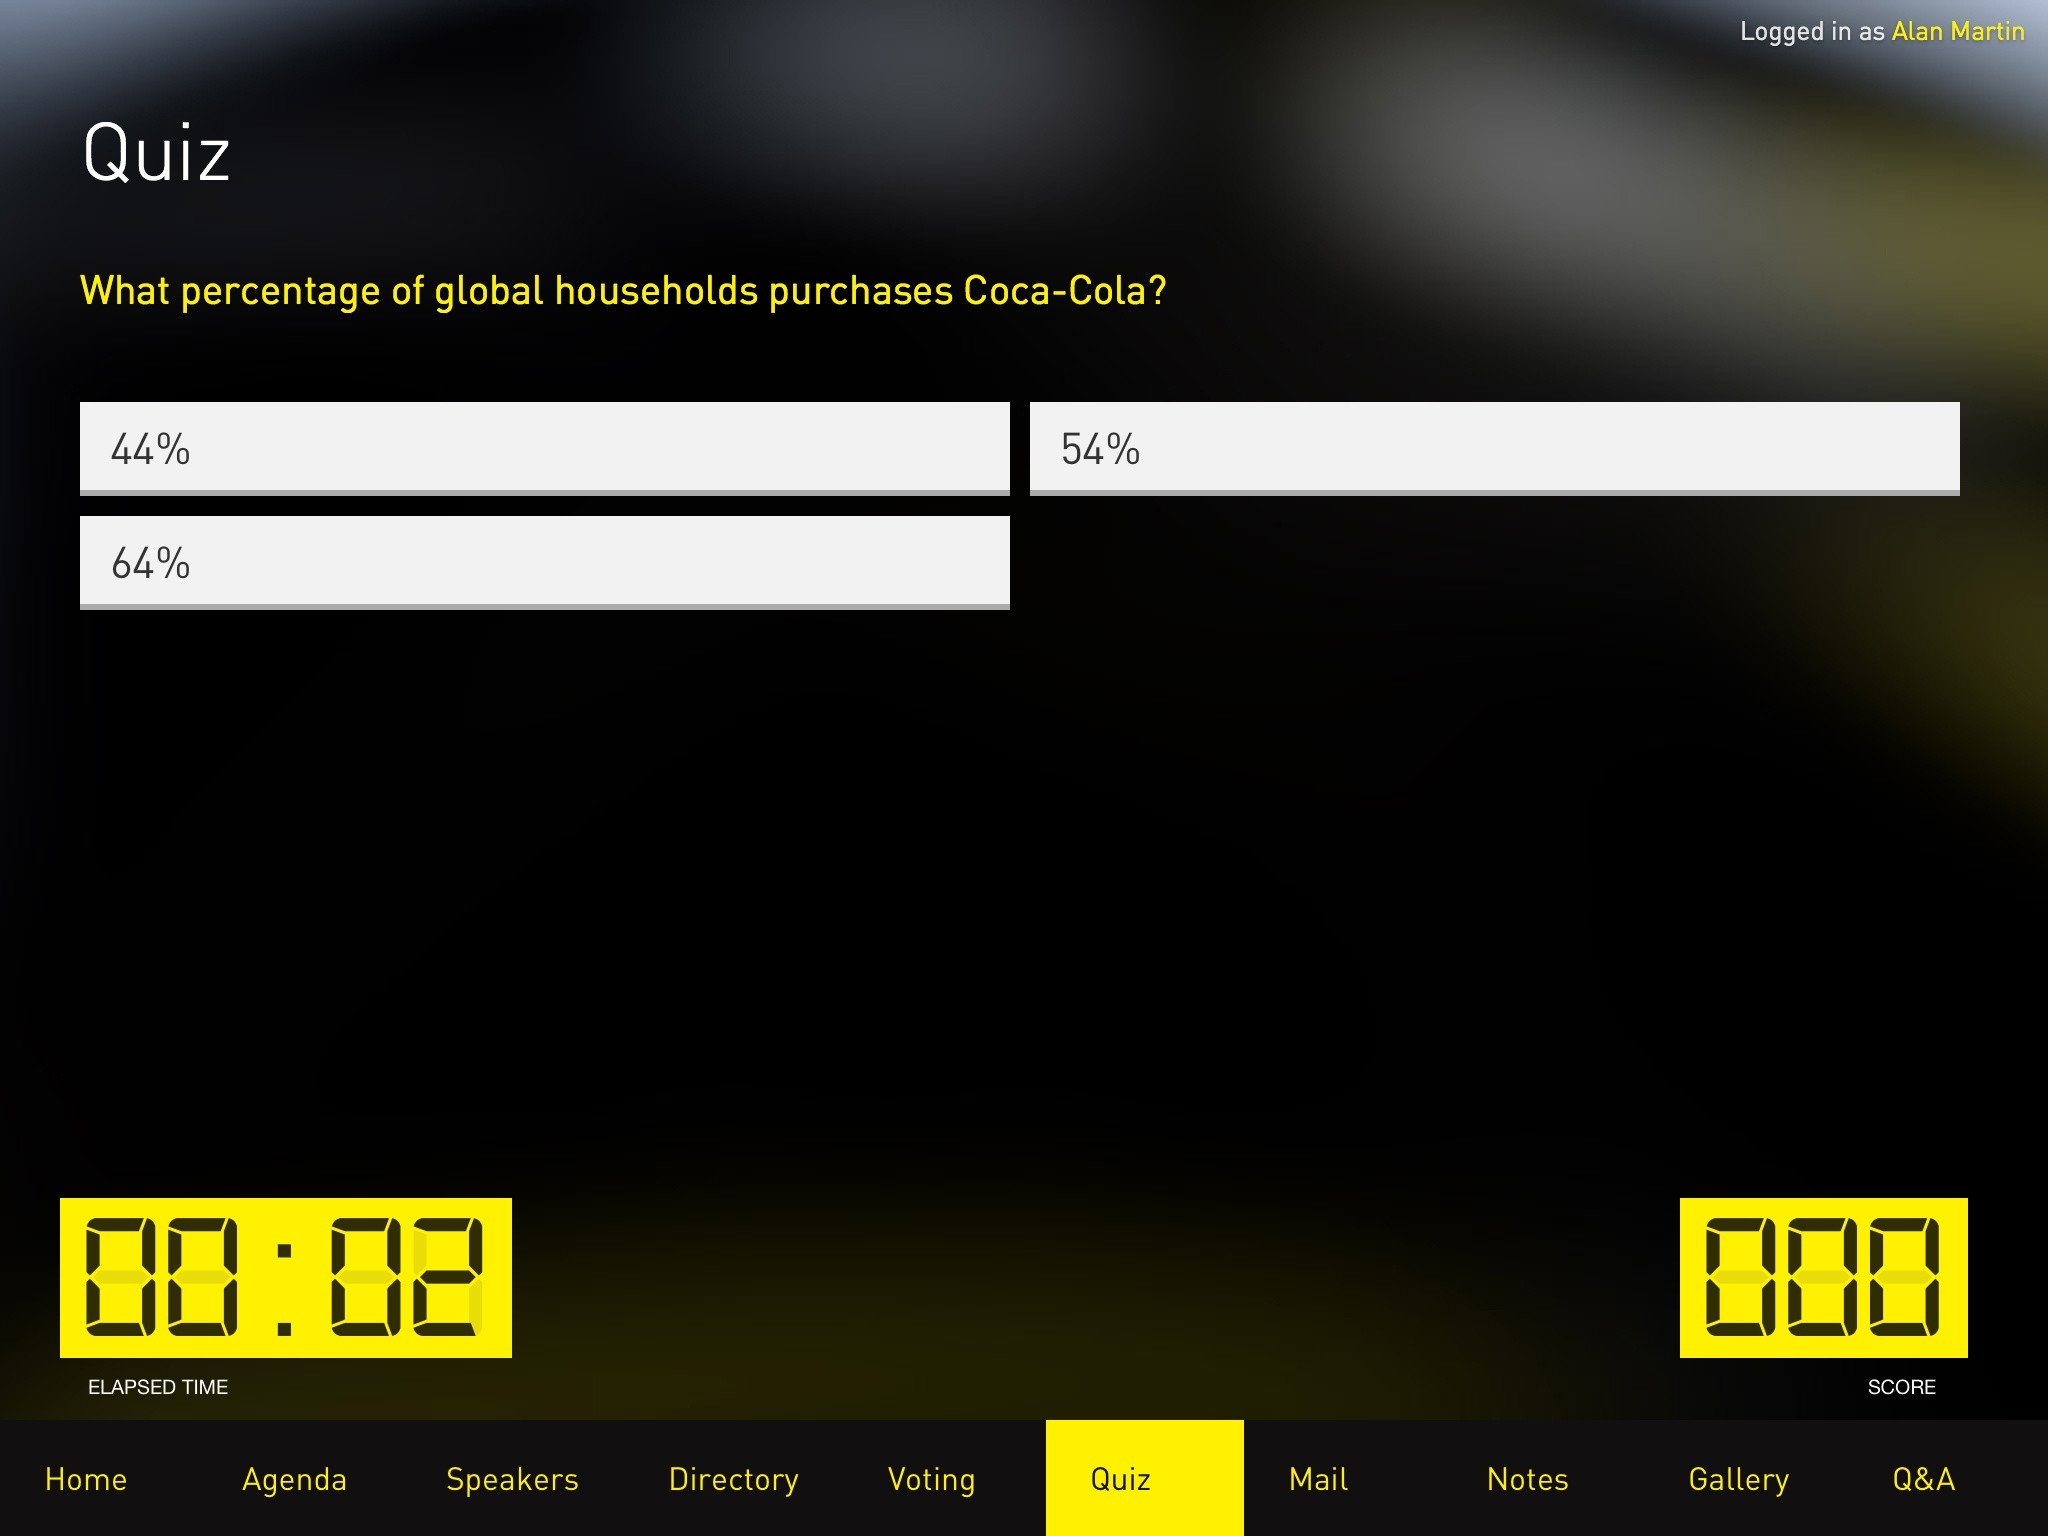 Logged in as Alan Martin
Quiz
What percentage of global households purchases Coca-Cola?
44%
54%
64%
00:02
000
ELAPSED TIME
SCORE
Home Agenda Speakers Directory Voting Quiz Mail Notes Gallery Q&A